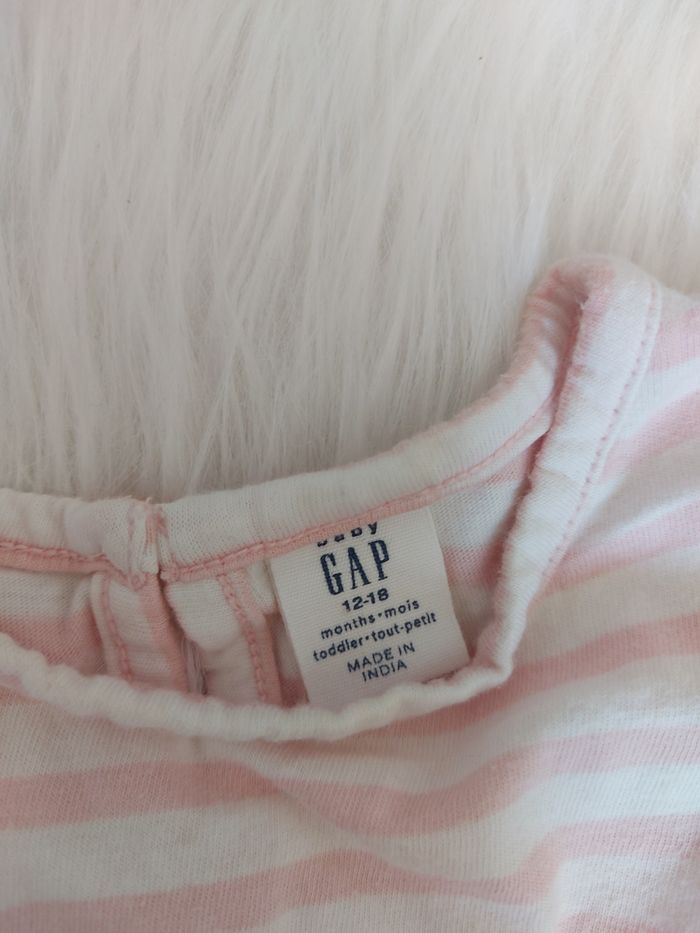 baby
GAP
12-18
months·mois
toddler·tout-petit
MADE IN
INDIA